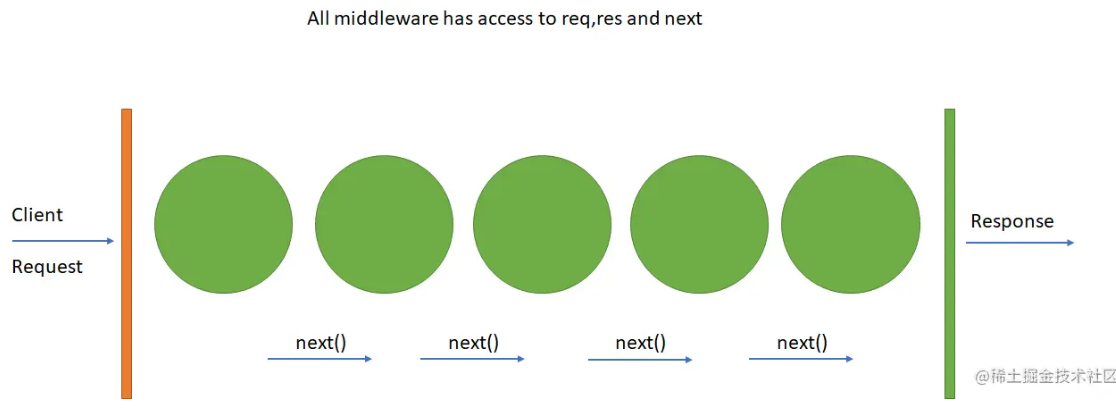 All middleware has access to req,res and next
Client
Request
Response
next()
next()
next()
next()
@稀土掘金技术社区